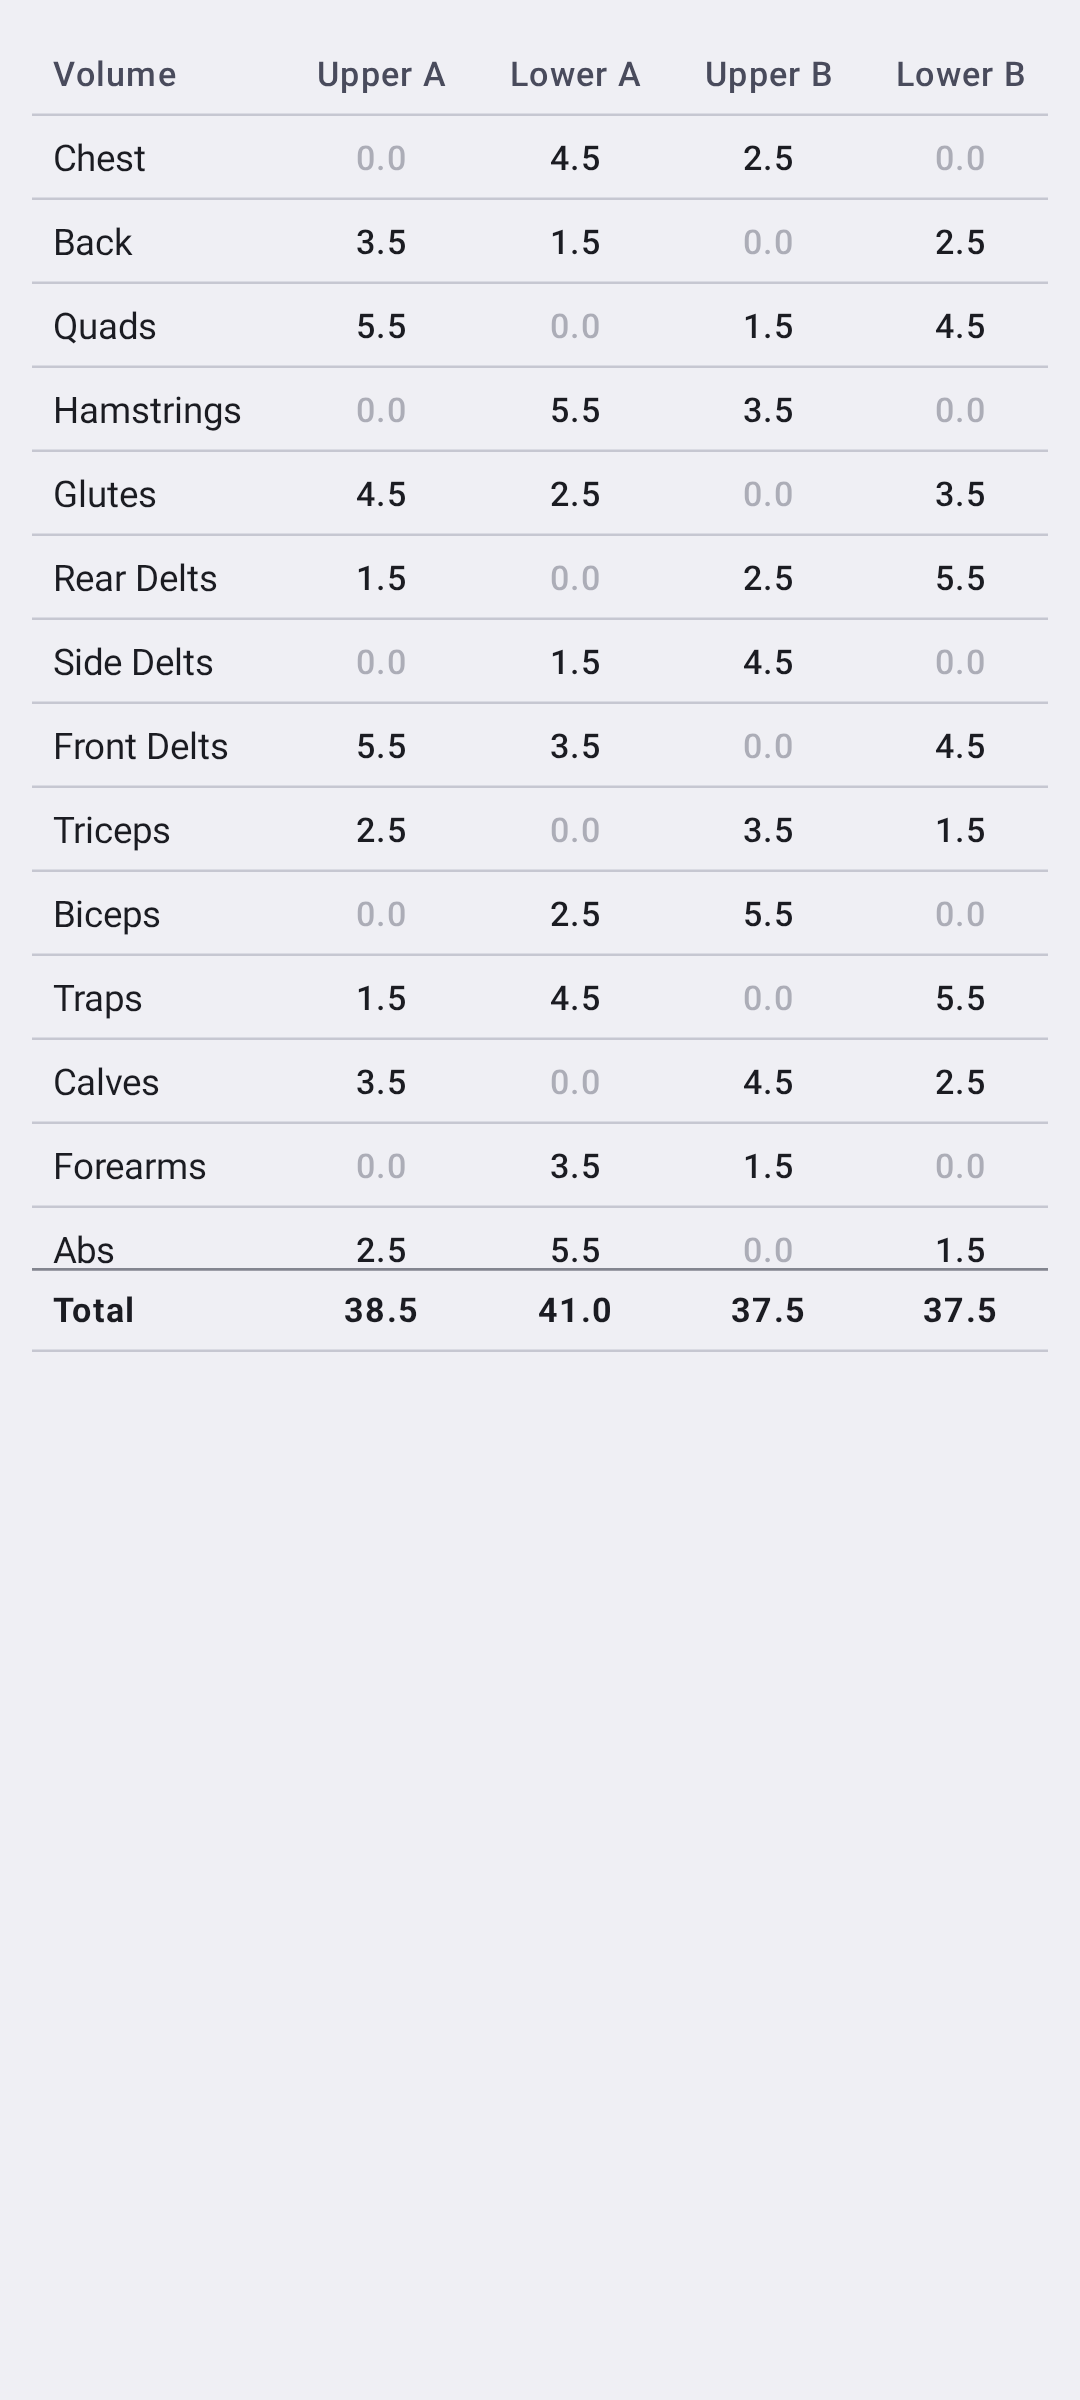 Volume Upper A Lower A Upper B Lower B
Chest 0.0 4.5 2.5 0.0
Back 3.5 1.5 0.0 2.5
Quads 5.5 0.0 1.5 4.5
Hamstrings 0.0 5.5 3.5 0.0
Glutes 4.5 2.5 0.0 3.5
Rear Delts 1.5 0.0 2.5 5.5
Side Delts 0.0 1.5 4.5 0.0
Front Delts 5.5 3.5 0.0 4.5
Triceps 2.5 0.0 3.5 1.5
Biceps 0.0 2.5 5.5 0.0
Traps 1.5 4.5 0.0 5.5
Calves 3.5 0.0 4.5 2.5
Forearms 0.0 3.5 1.5 0.0
Abs 2.5 5.5 0.0 1.5
Total 38.5 41.0 37.5 37.5